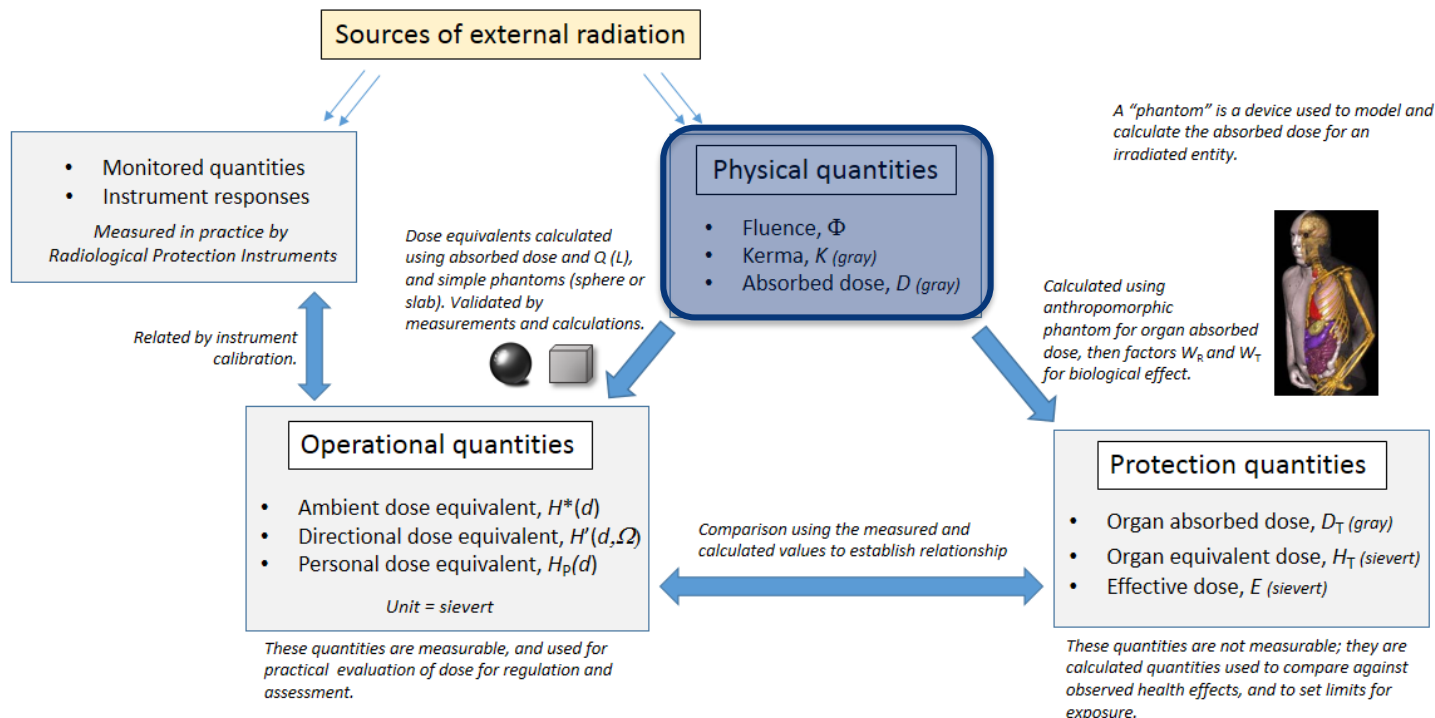 Sources of external radiation
A “phantom” is a device used to model and
calculate the absorbed dose for an
irradiated entity.
• Monitored quantities
• Instrument responses
Measured in practice by
Radiological Protection Instruments
Physical quantities
• Fluence, Φ
• Kerma, K (gray)
• Absorbed dose, D (gray)
Dose equivalents calculated
using absorbed dose and Q (L),
and simple phantoms (sphere or
slab). Validated by
measurements and calculations.
Calculated using
anthropomorphic
phantom for organ absorbed
dose, then factors W_R and W_T
for biological effect.
Related by instrument
calibration.
Operational quantities
• Ambient dose equivalent, H*(d)
• Directional dose equivalent, H'(d,Ω)
• Personal dose equivalent, H_P(d)
Unit = sievert
These quantities are measurable, and used for
practical evaluation of dose for regulation and
assessment.
Comparison using the measured and
calculated values to establish relationship
Protection quantities
• Organ absorbed dose, D_T (gray)
• Organ equivalent dose, H_T (sievert)
• Effective dose, E (sievert)
These quantities are not measurable; they are
calculated quantities used to compare against
observed health effects, and to set limits for
exposure.